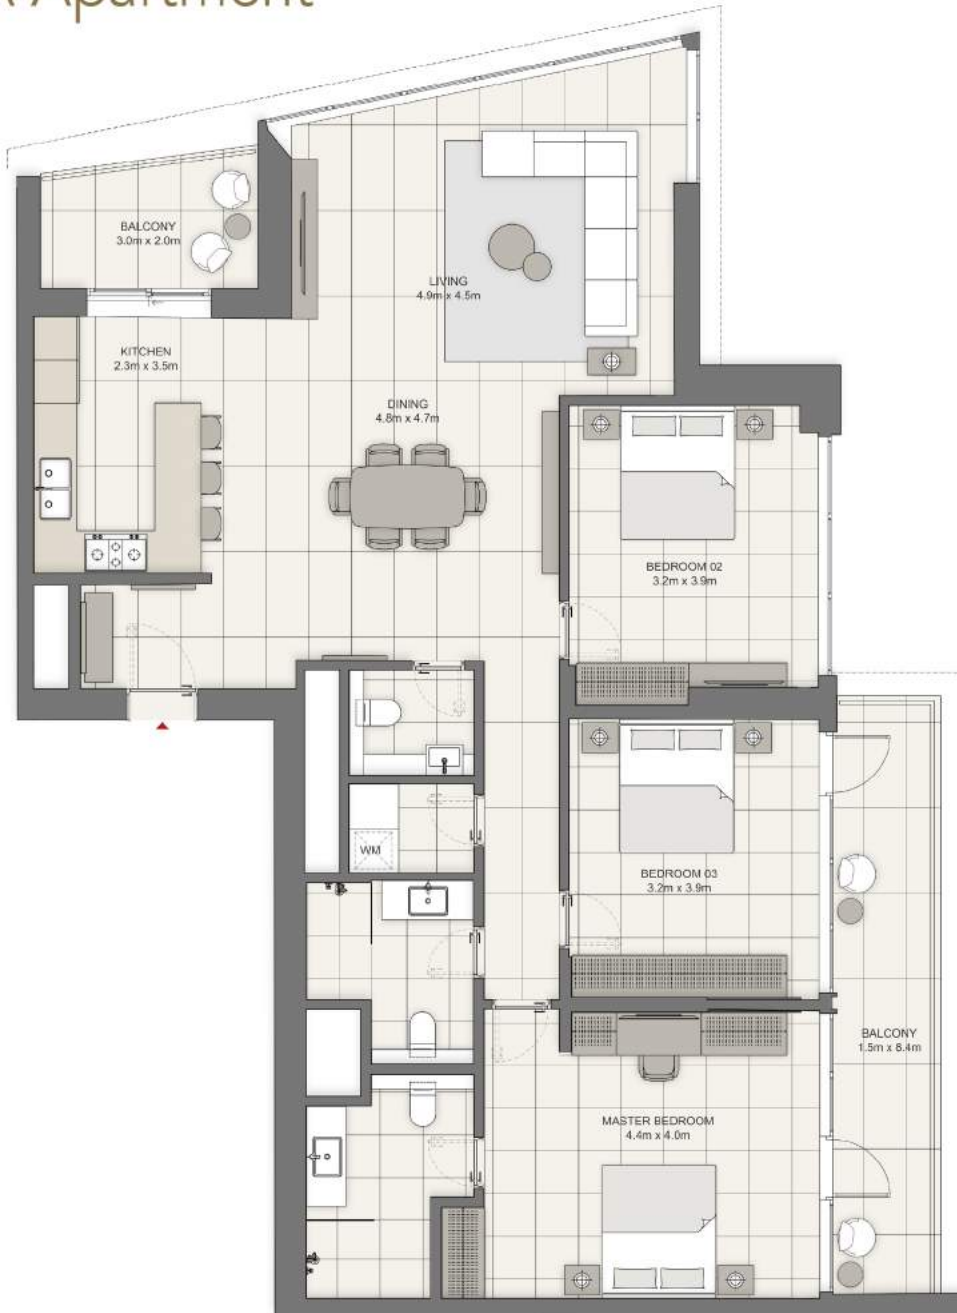 Apartment
BALCONY
3.0m x 2.0m
LIVING
4.9m x 4.5m
KITCHEN
2.3m x 3.5m
DINING
4.8m x 4.7m
BEDROOM 02
3.2m x 3.9m
WM
BEDROOM 03
3.2m x 3.9m
BALCONY
1.5m x 8.4m
MASTER BEDROOM
4.4m x 4.0m